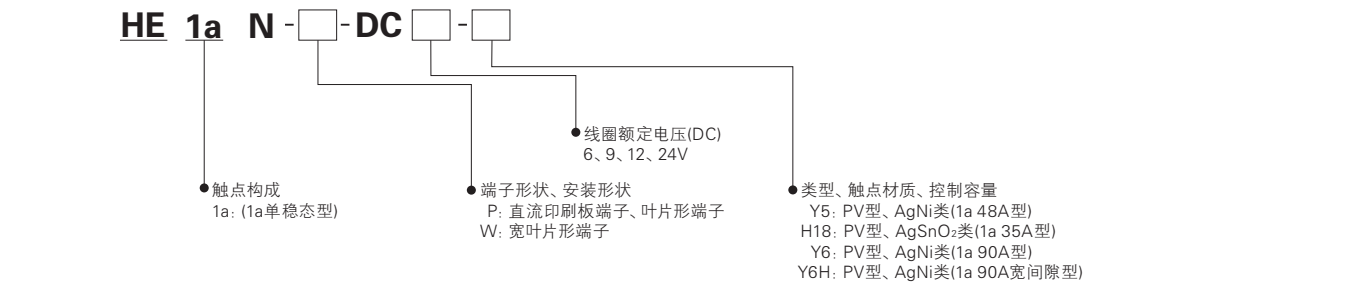 HE 1a N -□-DC □ -□
线圈额定电压(DC)
6、9、12、24V
触点构成
1a: (1a单稳态型)
端子形状、安装形状
P: 直流印刷板端子、叶片形端子
W: 宽叶片形端子
类型、触点材质、控制容量
Y5: PV型、AgNi类(1a 48A型)
H18: PV型、AgSnO₂类(1a 35A型)
Y6: PV型、AgNi类(1a 90A型)
Y6H: PV型、AgNi类(1a 90A宽间隙型)